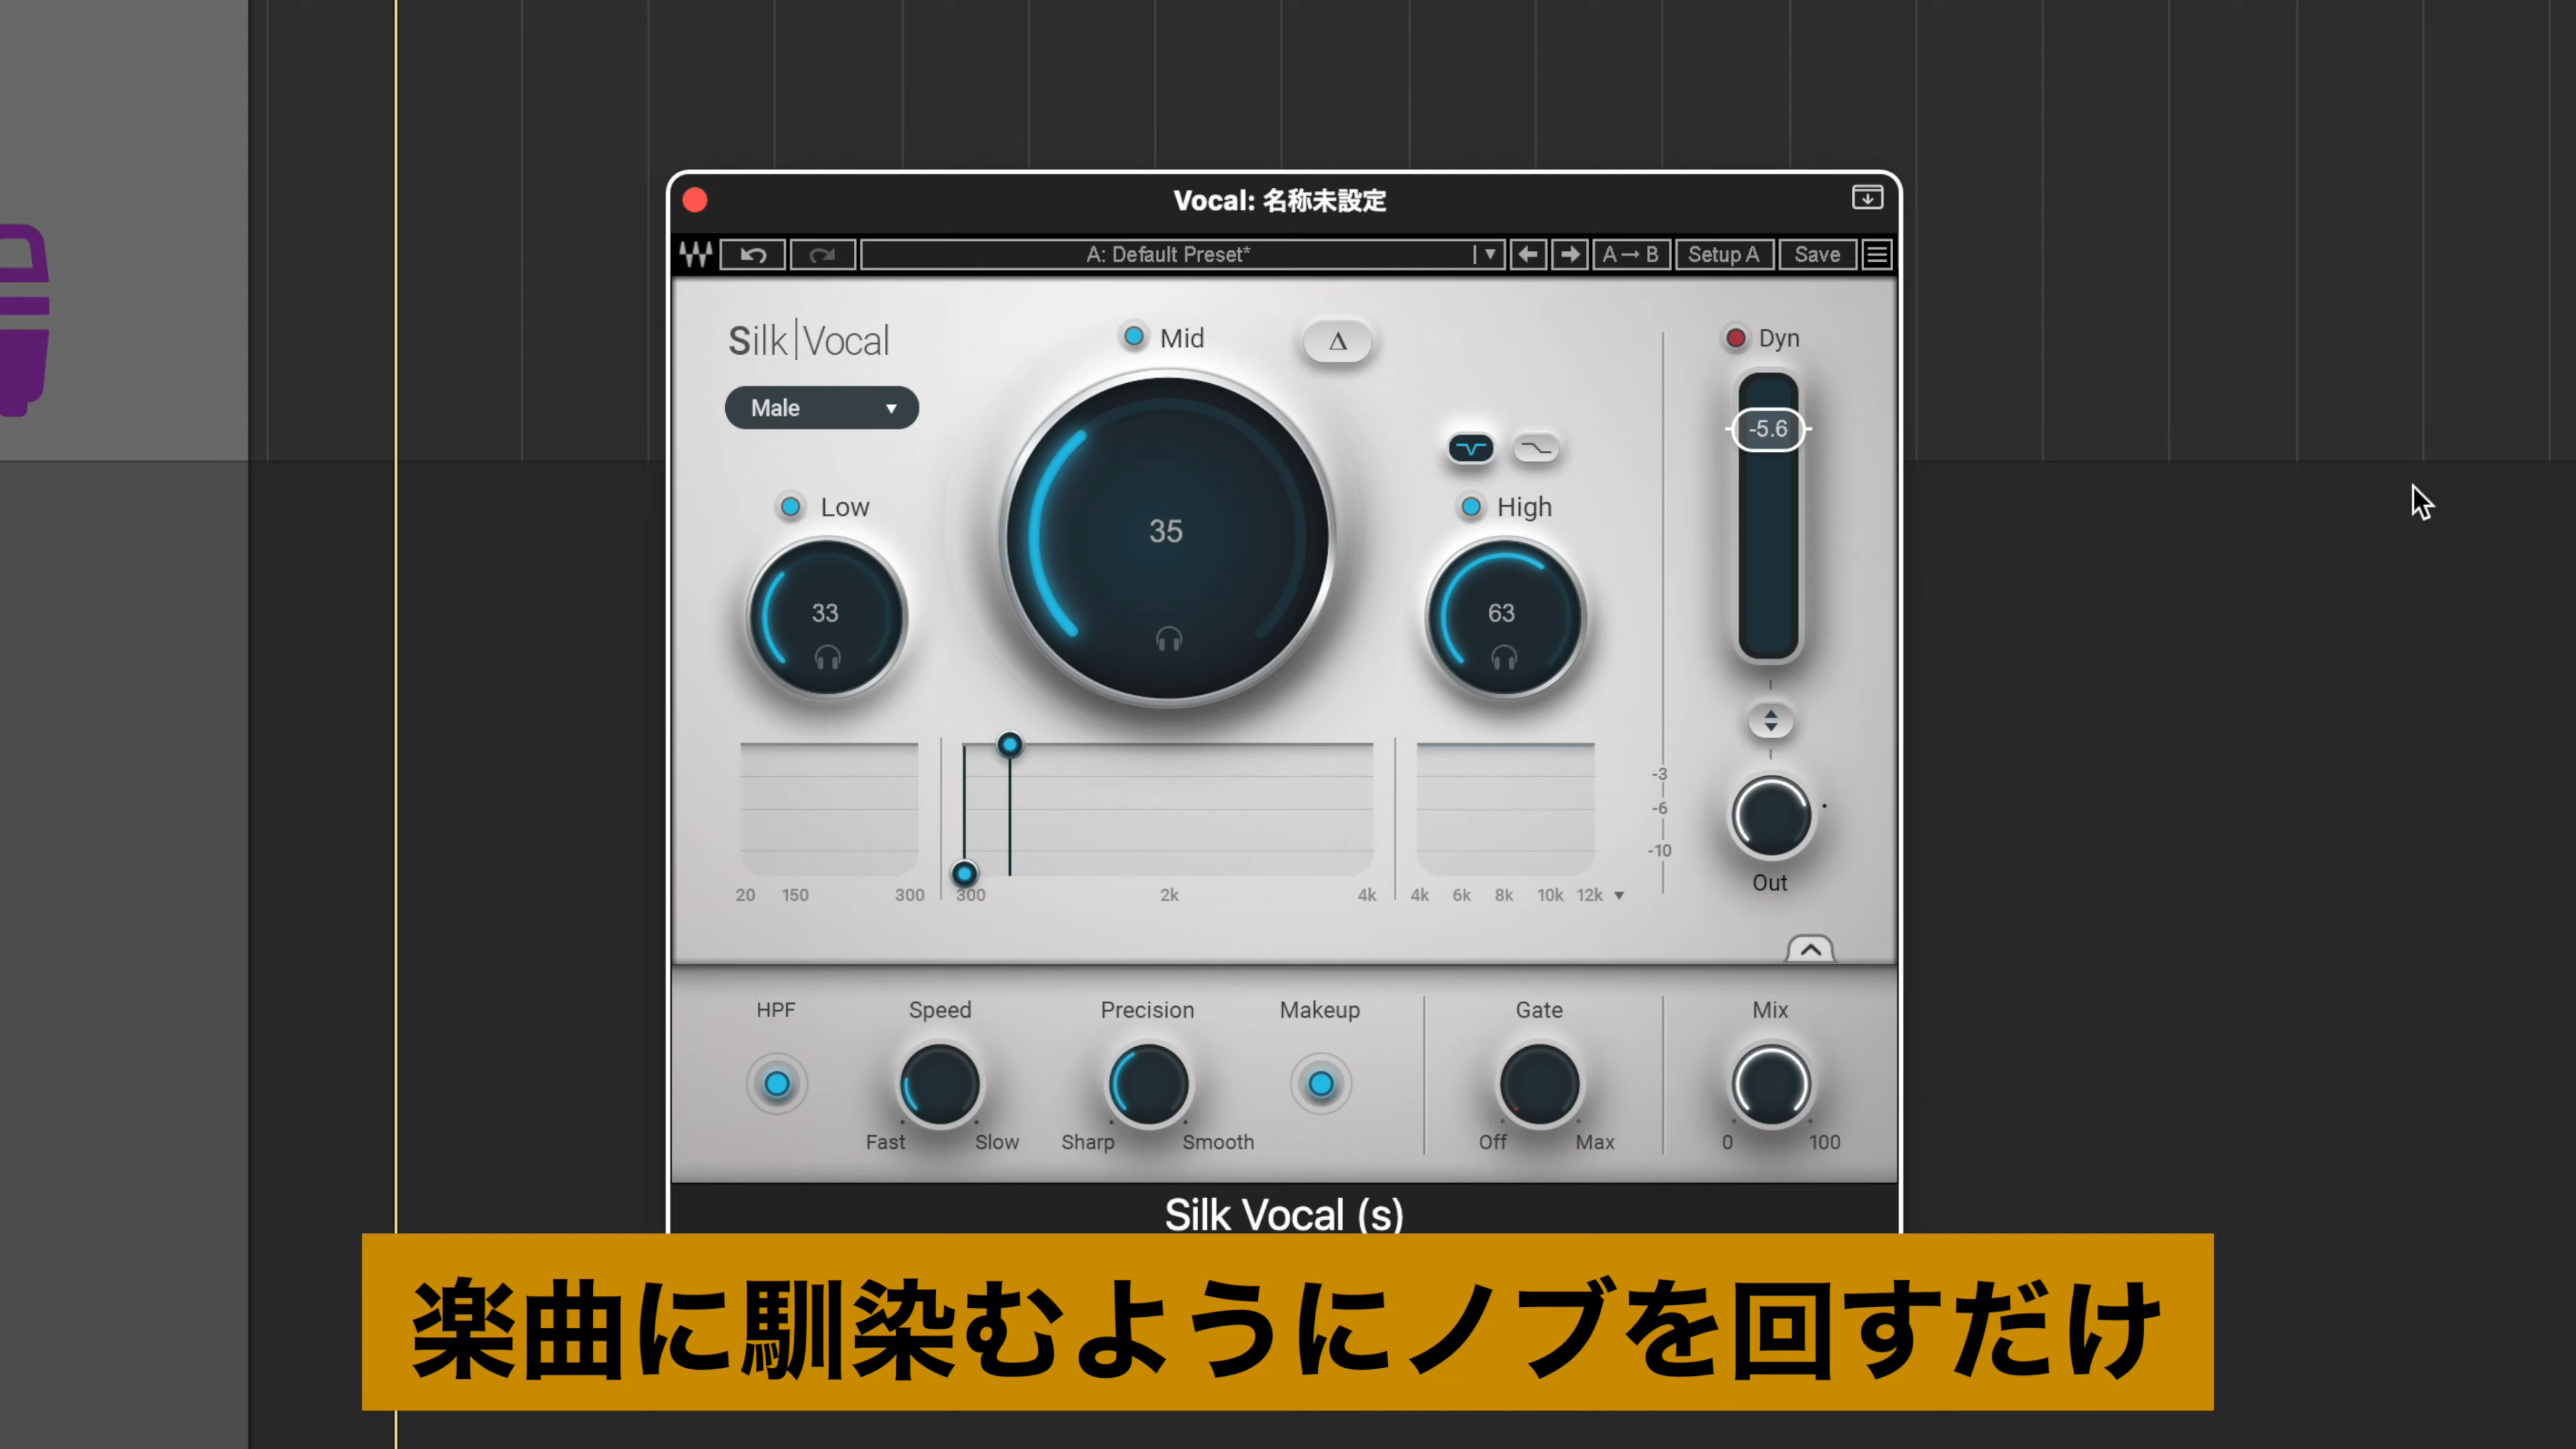 Vocal: 名称未設定
A: Default Preset*
A→B
Setup A
Save
Silk|Vocal
Male
Mid
Δ
Dyn
-5.6
Low
33
35
High
63
-3
-6
-10
20 150 300
300 2k 4k
4k 6k 8k 10k 12k
Out
HPF
Speed
Fast Slow
Precision
Sharp Smooth
Makeup
Gate
Off Max
Mix
0 100
Silk Vocal (s)
楽曲に馴染むようにノブを回すだけ